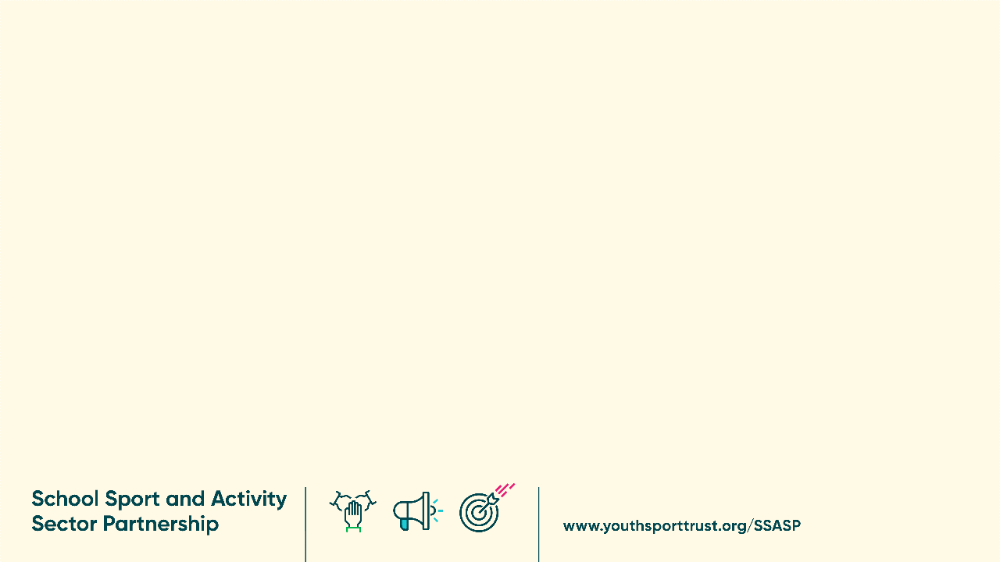 School Sport and Activity
Sector Partnership
www.youthsporttrust.org/SSASP